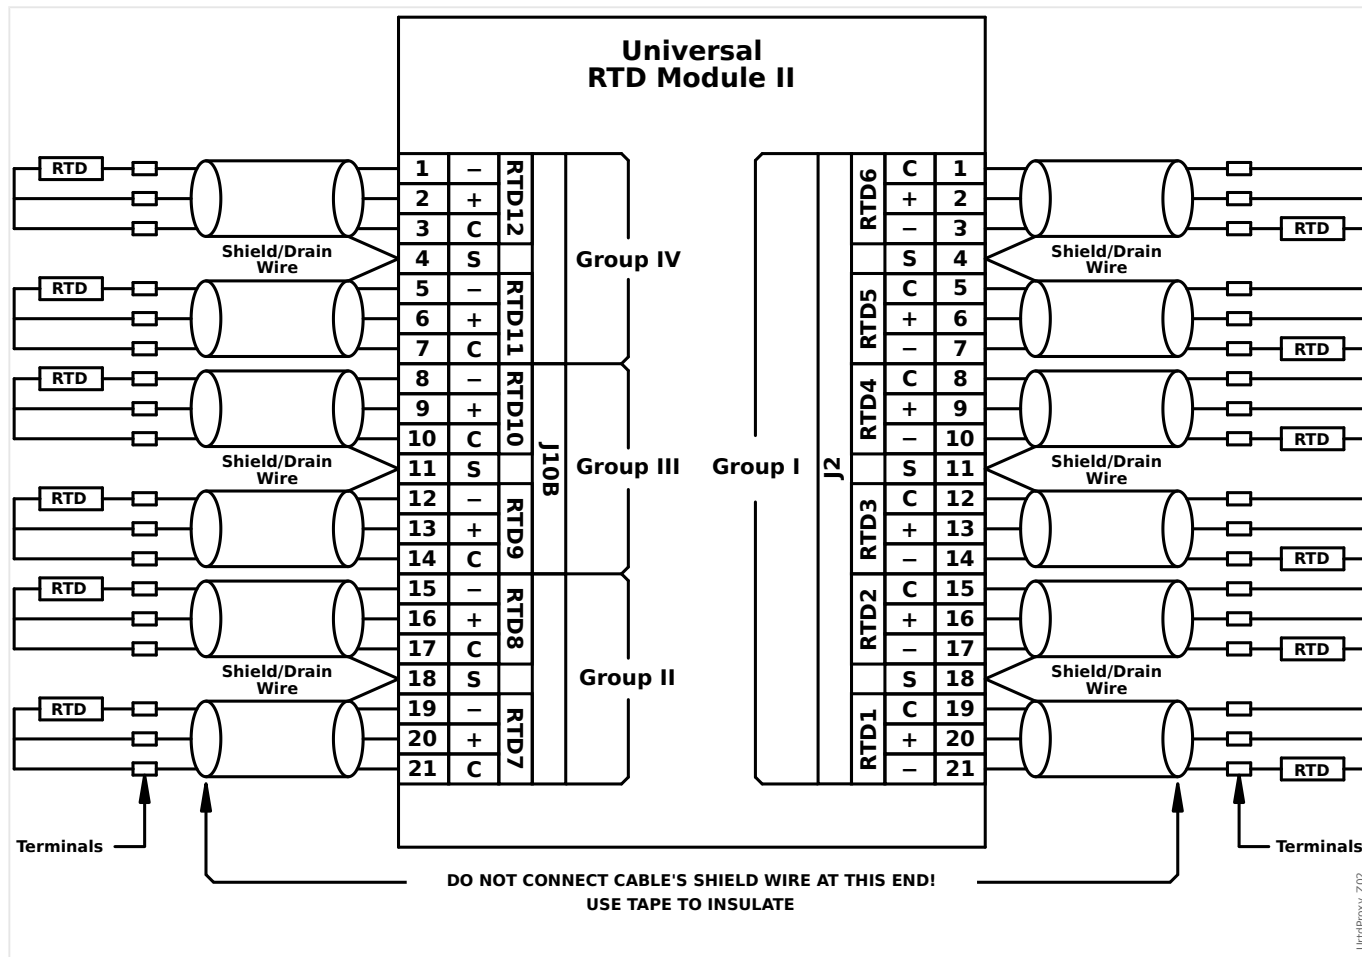 Universal
RTD Module II
RTD 1 − RTD12 C 1
2 + + 2
3 C RTD6 − 3 RTD
Shield/Drain
Wire
4 S Group IV S 4
Shield/Drain
Wire
RTD 5 − RTD11 C 5
6 + RTD5 + 6
7 C − 7 RTD
RTD 8 − RTD10 C 8
9 + RTD4 + 9
10 C − 10 RTD
Shield/Drain
Wire
11 S J10B Group III Group I J2 S 11
Shield/Drain
Wire
RTD 12 − RTD9 C 12
13 + RTD3 + 13
14 C − 14 RTD
RTD 15 − RTD8 C 15
16 + RTD2 + 16
17 C − 17 RTD
Shield/Drain
Wire
18 S Group II S 18
Shield/Drain
Wire
RTD 19 − RTD7 C 19
20 + RTD1 + 20
21 C − 21 RTD
Terminals
Terminals
DO NOT CONNECT CABLE'S SHIELD WIRE AT THIS END!
USE TAPE TO INSULATE